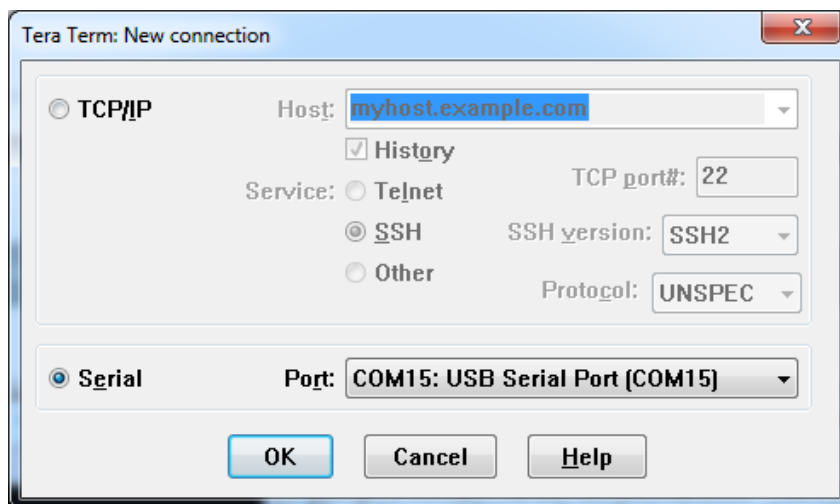 Tera Term: New connection
TCP/IP
Host: myhost.example.com
History
Service: Telnet
TCP port#: 22
SSH
SSH version: SSH2
Other
Protocol: UNSPEC
Serial
Port: COM15: USB Serial Port (COM15)
OK
Cancel
Help